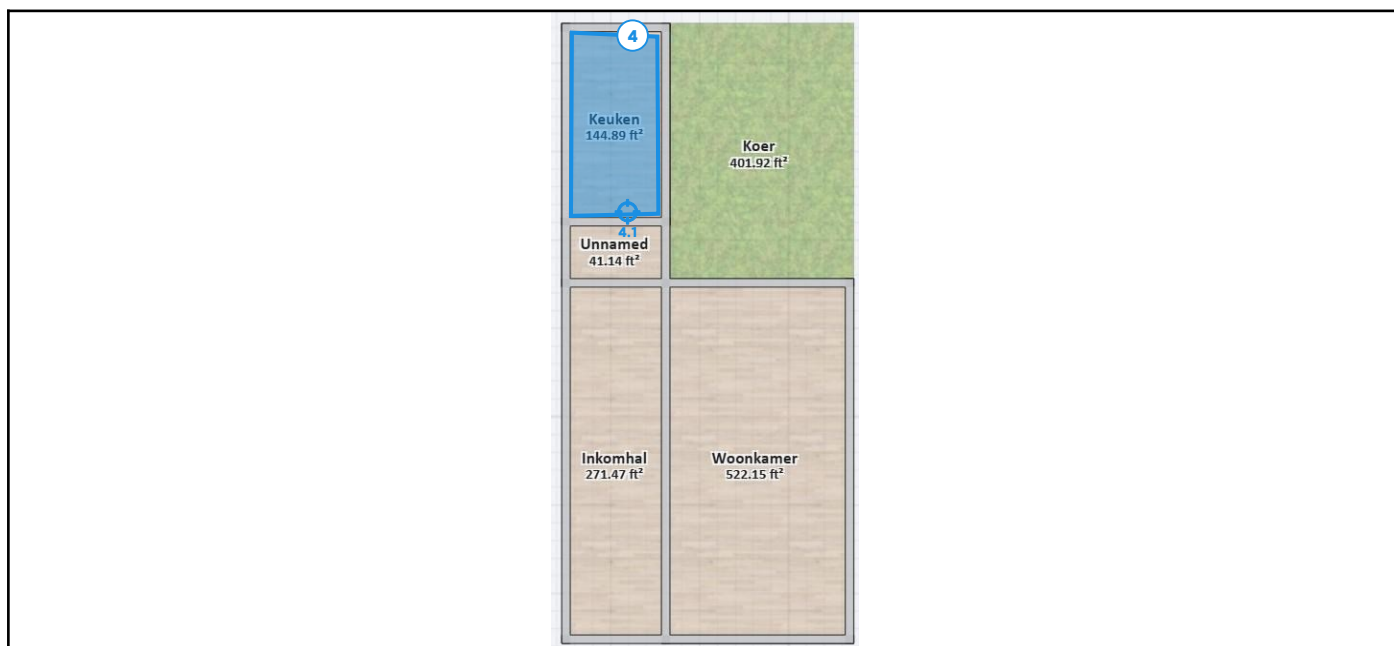 4
Keuken
144.89 ft²
Koer
401.92 ft²
4.1
Unnamed
41.14 ft²
Inkomhal
271.47 ft²
Woonkamer
522.15 ft²